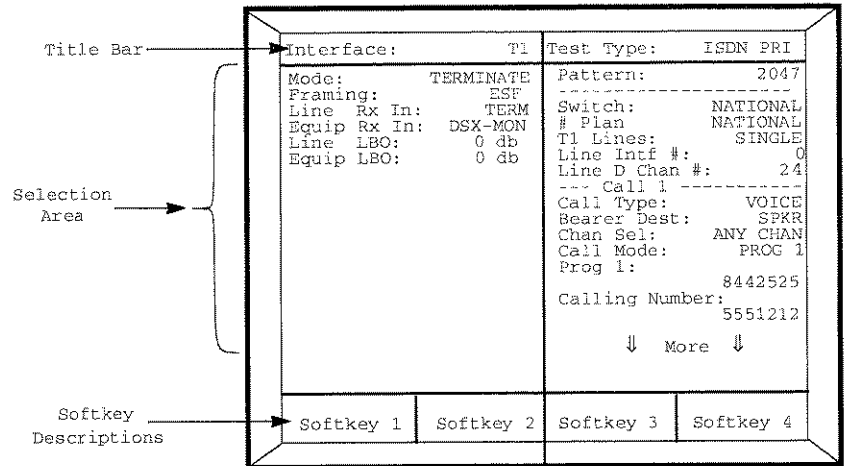 Title Bar
Interface: T1
Test Type: ISDN PRI
Selection
Area
Mode: TERMINATE
Framing: ESF
Line Rx In: TERM
Equip Rx In: DSX-MON
Line LBO: 0 db
Equip LBO: 0 db
Pattern: 2047
Switch: NATIONAL
# Plan NATIONAL
T1 Lines: SINGLE
Line Intf #: 0
Line D Chan #: 24
--- Call 1 ----------
Call Type: VOICE
Bearer Dest: SPKR
Chan Sel: ANY CHAN
Call Mode: PROG 1
Prog 1:
8442525
Calling Number:
5551212
⇓ More ⇓
Softkey
Descriptions
Softkey 1
Softkey 2
Softkey 3
Softkey 4